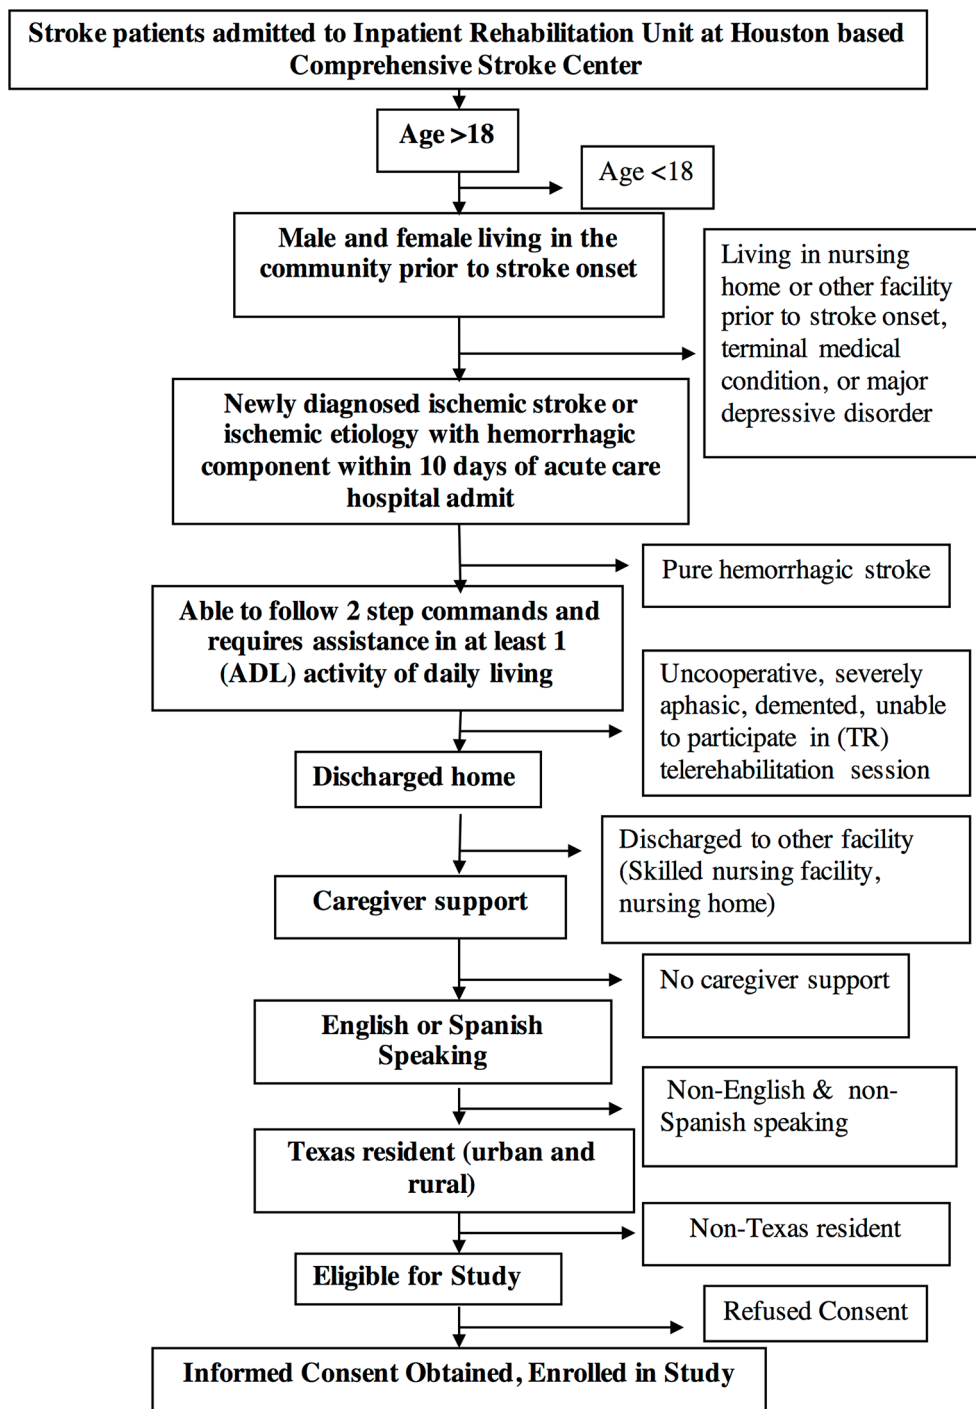 Stroke patients admitted to Inpatient Rehabilitation Unit at Houston based
Comprehensive Stroke Center
Age >18
Age <18
Male and female living in the
community prior to stroke onset
Living in nursing
home or other facility
prior to stroke onset,
terminal medical
condition, or major
depressive disorder
Newly diagnosed ischemic stroke or
ischemic etiology with hemorrhagic
component within 10 days of acute care
hospital admit
Pure hemorrhagic stroke
Able to follow 2 step commands and
requires assistance in at least 1
(ADL) activity of daily living
Uncooperative, severely
aphasic, demented, unable
to participate in (TR)
telerehabilitation session
Discharged home
Discharged to other facility
(Skilled nursing facility,
nursing home)
Caregiver support
No caregiver support
English or Spanish
Speaking
Non-English & non-
Spanish speaking
Texas resident (urban and
rural)
Non-Texas resident
Eligible for Study
Refused Consent
Informed Consent Obtained, Enrolled in Study